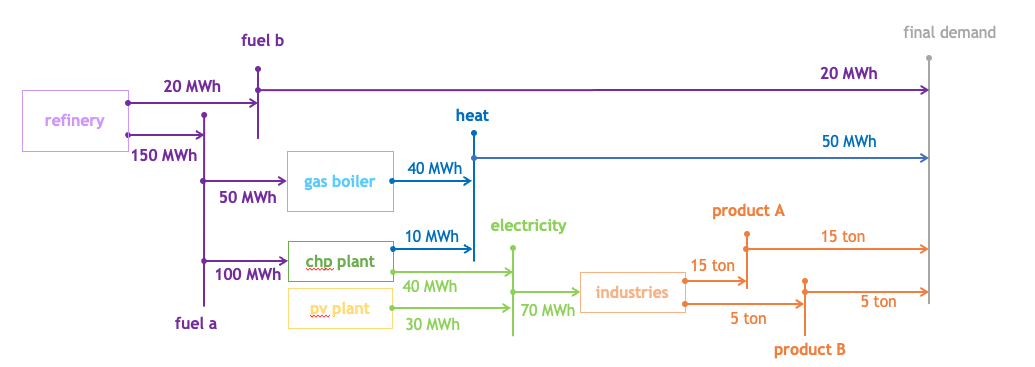 final demand
fuel b
20 MWh
20 MWh
refinery
heat
150 MWh
50 MWh
40 MWh
gas boiler
50 MWh
product A
electricity
10 MWh
15 ton
chp plant
15 ton
100 MWh
40 MWh
industries
pv plant
70 MWh
5 ton
5 ton
fuel a
30 MWh
product B